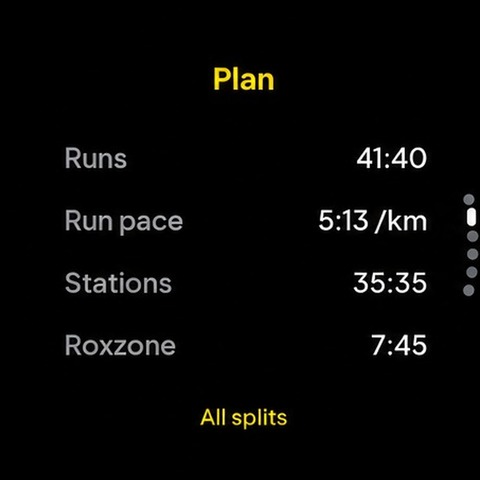 Plan
Runs 41:40
Run pace 5:13 /km
Stations 35:35
Roxzone 7:45
All splits